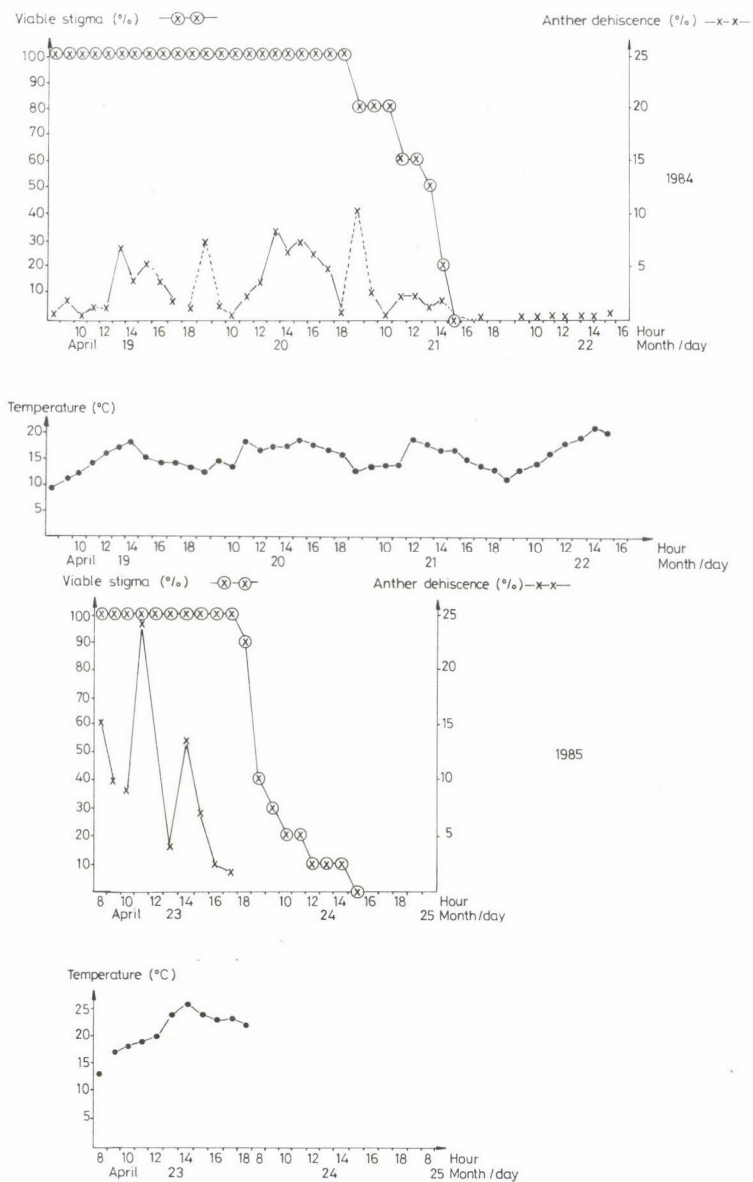 Viable stigma (%) Anther dehiscence (%)
100 25
90
80 20
70
60 15
50 1984
40 10
30
20 5
10
10 12 14 16 18 10 12 14 16 18 10 12 14 16 10 12 14 16 Hour
April 19 20 21 22 Month/day
Temperature (°C)
20
15
10
5
10 12 14 16 18 10 12 14 16 18 10 12 14 16 18 10 12 14 16 Hour
April 19 20 21 22 Month/day
Viable stigma (%) Anther dehiscence (%)
100 25
90
80 20
70
60 15
50 1985
40 10
30
20 5
10
8 10 12 14 16 18 10 12 14 16 18 Hour
April 23 24 25 Month/day
Temperature (°C)
25
20
15
10
5
8 10 12 14 16 18 8 10 12 14 16 18 8 Hour
April 23 24 25 Month/day